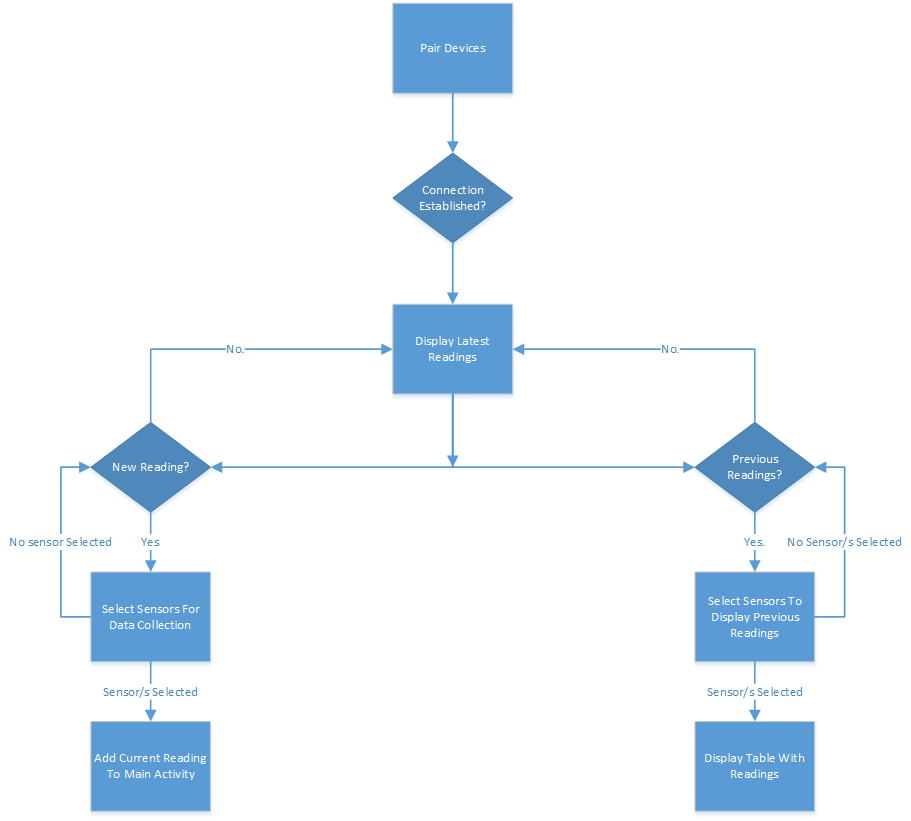 Pair Devices
Connection
Established?
Display Latest
Readings
No.
No.
New Reading?
Previous
Readings?
No sensor Selected
Yes
Yes.
No Sensor/s Selected
Select Sensors For
Data Collection
Select Sensors To
Display Previous
Readings
Sensor/s Selected
Sensor/s Selected
Add Current Reading
To Main Activity
Display Table With
Readings